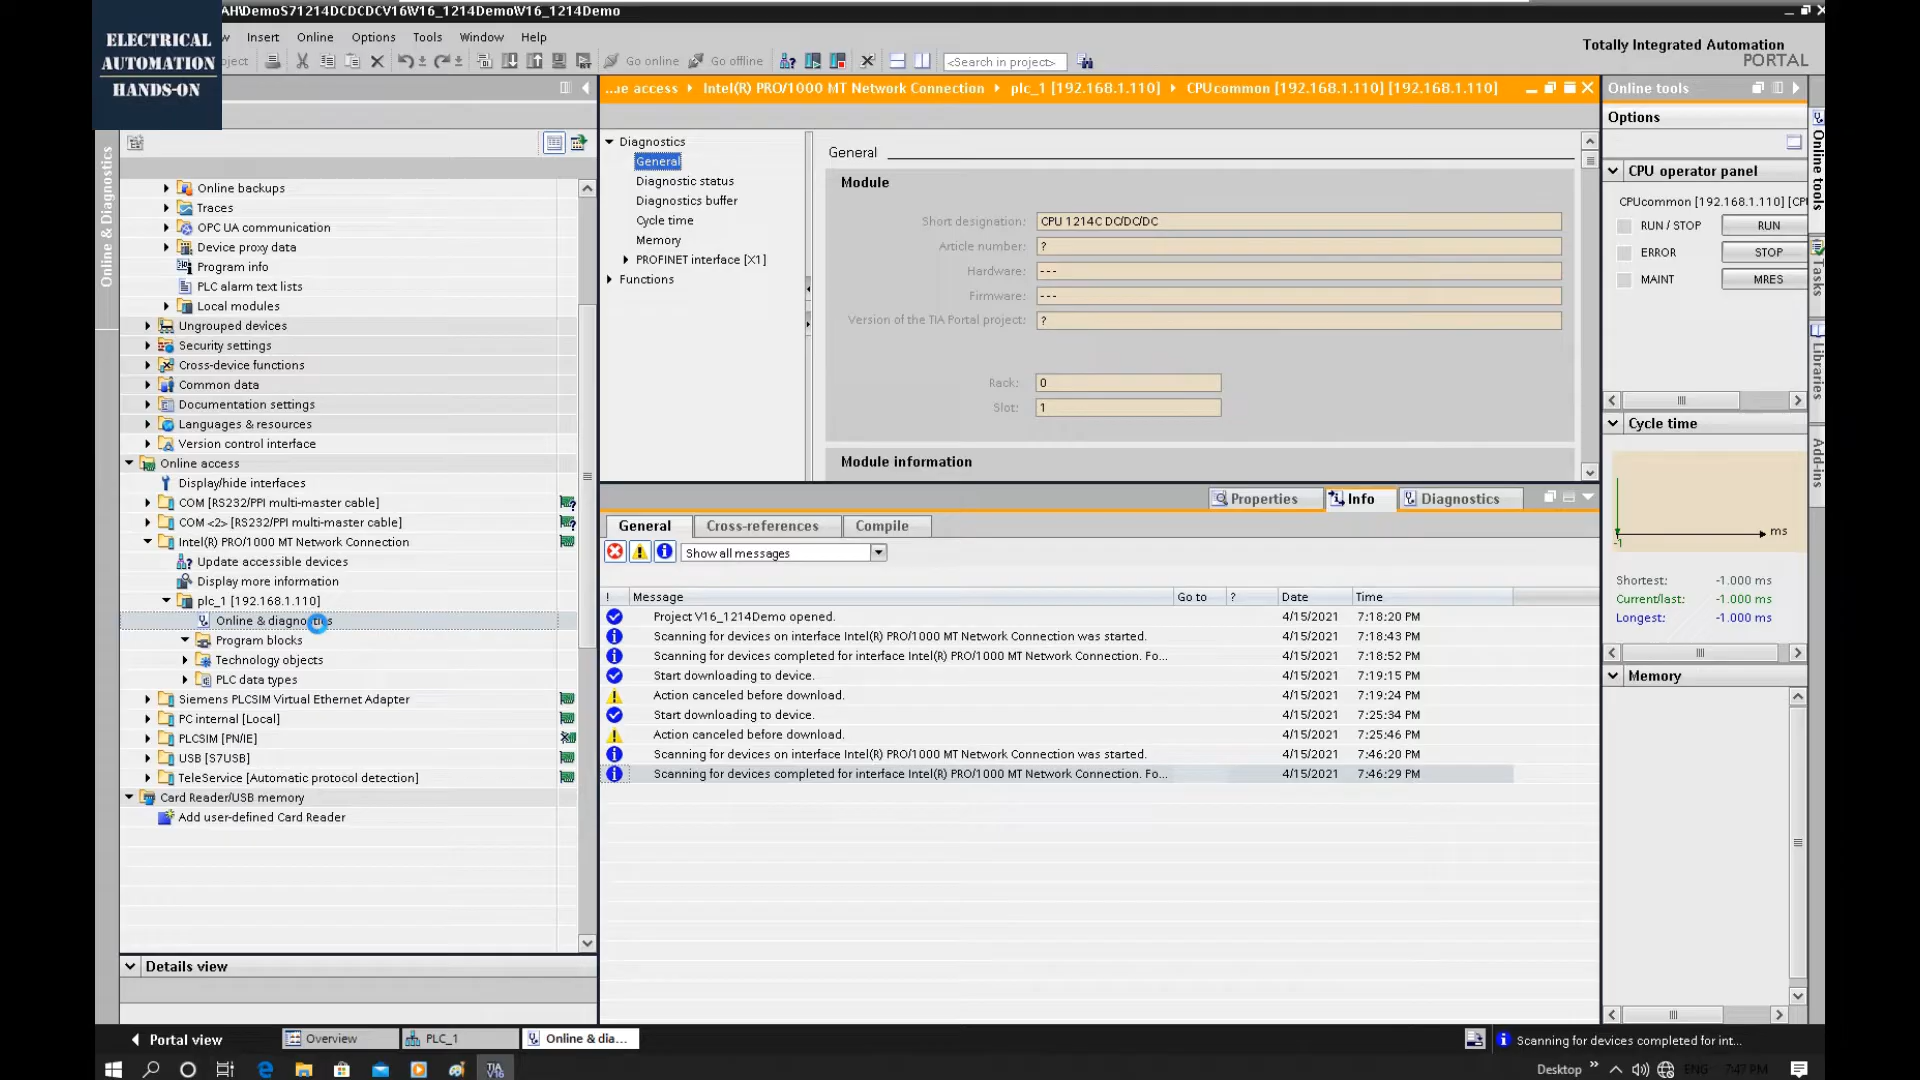 AH\DemoS71214DCDCDCV16\V16_1214Demo\V16_1214Demo
ELECTRICAL
AUTOMATION
HANDS-ON
w Insert Online Options Tools Window Help
Totally Integrated Automation
PORTAL
oject
Go online
Go offline
<Search in project>
...ue access
Intel(R) PRO/1000 MT Network Connection
plc_1 [192.168.1.110]
CPUcommon [192.168.1.110] [192.168.1.110]
Online & Diagnostics
Online backups
Traces
OPC UA communication
Device proxy data
Program info
PLC alarm text lists
Local modules
Ungrouped devices
Security settings
Cross-device functions
Common data
Documentation settings
Languages & resources
Version control interface
Online access
Display/hide interfaces
COM [RS232/PPI multi-master cable]
COM <2> [RS232/PPI multi-master cable]
Intel(R) PRO/1000 MT Network Connection
Update accessible devices
Display more information
plc_1 [192.168.1.110]
Online & diagnostics
Program blocks
Technology objects
PLC data types
Siemens PLCSIM Virtual Ethernet Adapter
PC internal [Local]
PLCSIM [PN/IE]
USB [S7USB]
TeleService [Automatic protocol detection]
Card Reader/USB memory
Add user-defined Card Reader
Details view
Diagnostics
General
Diagnostic status
Diagnostics buffer
Cycle time
Memory
PROFINET interface [X1]
Functions
General
Module
Short designation: CPU 1214C DC/DC/DC
Article number: ?
Hardware: ---
Firmware: ---
Version of the TIA Portal project: ?
Rack: 0
Slot: 1
Module information
Properties
Info
Diagnostics
General
Cross-references
Compile
Show all messages
! Message Go to ? Date Time
Project V16_1214Demo opened. 4/15/2021 7:18:20 PM
Scanning for devices on interface Intel(R) PRO/1000 MT Network Connection was started. 4/15/2021 7:18:43 PM
Scanning for devices completed for interface Intel(R) PRO/1000 MT Network Connection. Fo... 4/15/2021 7:18:52 PM
Start downloading to device. 4/15/2021 7:19:15 PM
Action canceled before download. 4/15/2021 7:19:24 PM
Start downloading to device. 4/15/2021 7:25:34 PM
Action canceled before download. 4/15/2021 7:25:46 PM
Scanning for devices on interface Intel(R) PRO/1000 MT Network Connection was started. 4/15/2021 7:46:20 PM
Scanning for devices completed for interface Intel(R) PRO/1000 MT Network Connection. Fo... 4/15/2021 7:46:29 PM
Online tools
Options
CPU operator panel
CPUcommon [192.168.1.110] [CPU
RUN / STOP RUN
ERROR STOP
MAINT MRES
Cycle time
ms
-1
Shortest: -1.000 ms
Current/last: -1.000 ms
Longest: -1.000 ms
Memory
Online tools
Tasks
Libraries
Add-ins
Portal view
Overview
PLC_1
Online & dia...
Scanning for devices completed for int...
TIA
V16
Desktop
ENG
7:47 PM